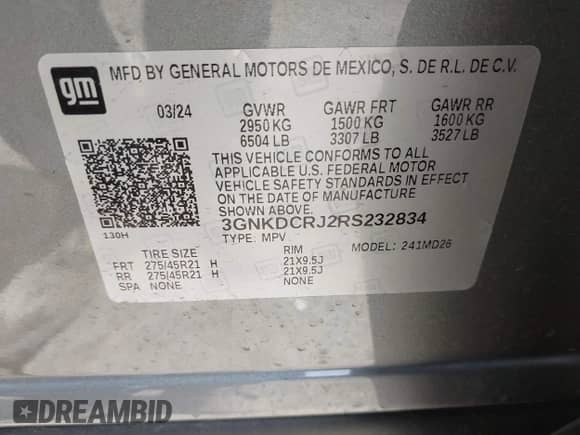 gm
MFD BY GENERAL MOTORS DE MEXICO, S. DE R.L. DE C.V.
03/24 GVWR GAWR FRT GAWR RR
2950 KG 1500 KG 1600 KG
6504 LB 3307 LB 3527 LB
THIS VEHICLE CONFORMS TO ALL
APPLICABLE U.S. FEDERAL MOTOR
VEHICLE SAFETY STANDARDS IN EFFECT
ON THE DATE OF MANUFACTURE
SHOWN ABOVE.
3GNKDCRJ2RS232834
130H TYPE: MPV MODEL: 241MD26
TIRE SIZE RIM
FRT 275/45R21 H 21X9.5J
RR 275/45R21 H 21X9.5J
SPA NONE NONE
DREAMBID